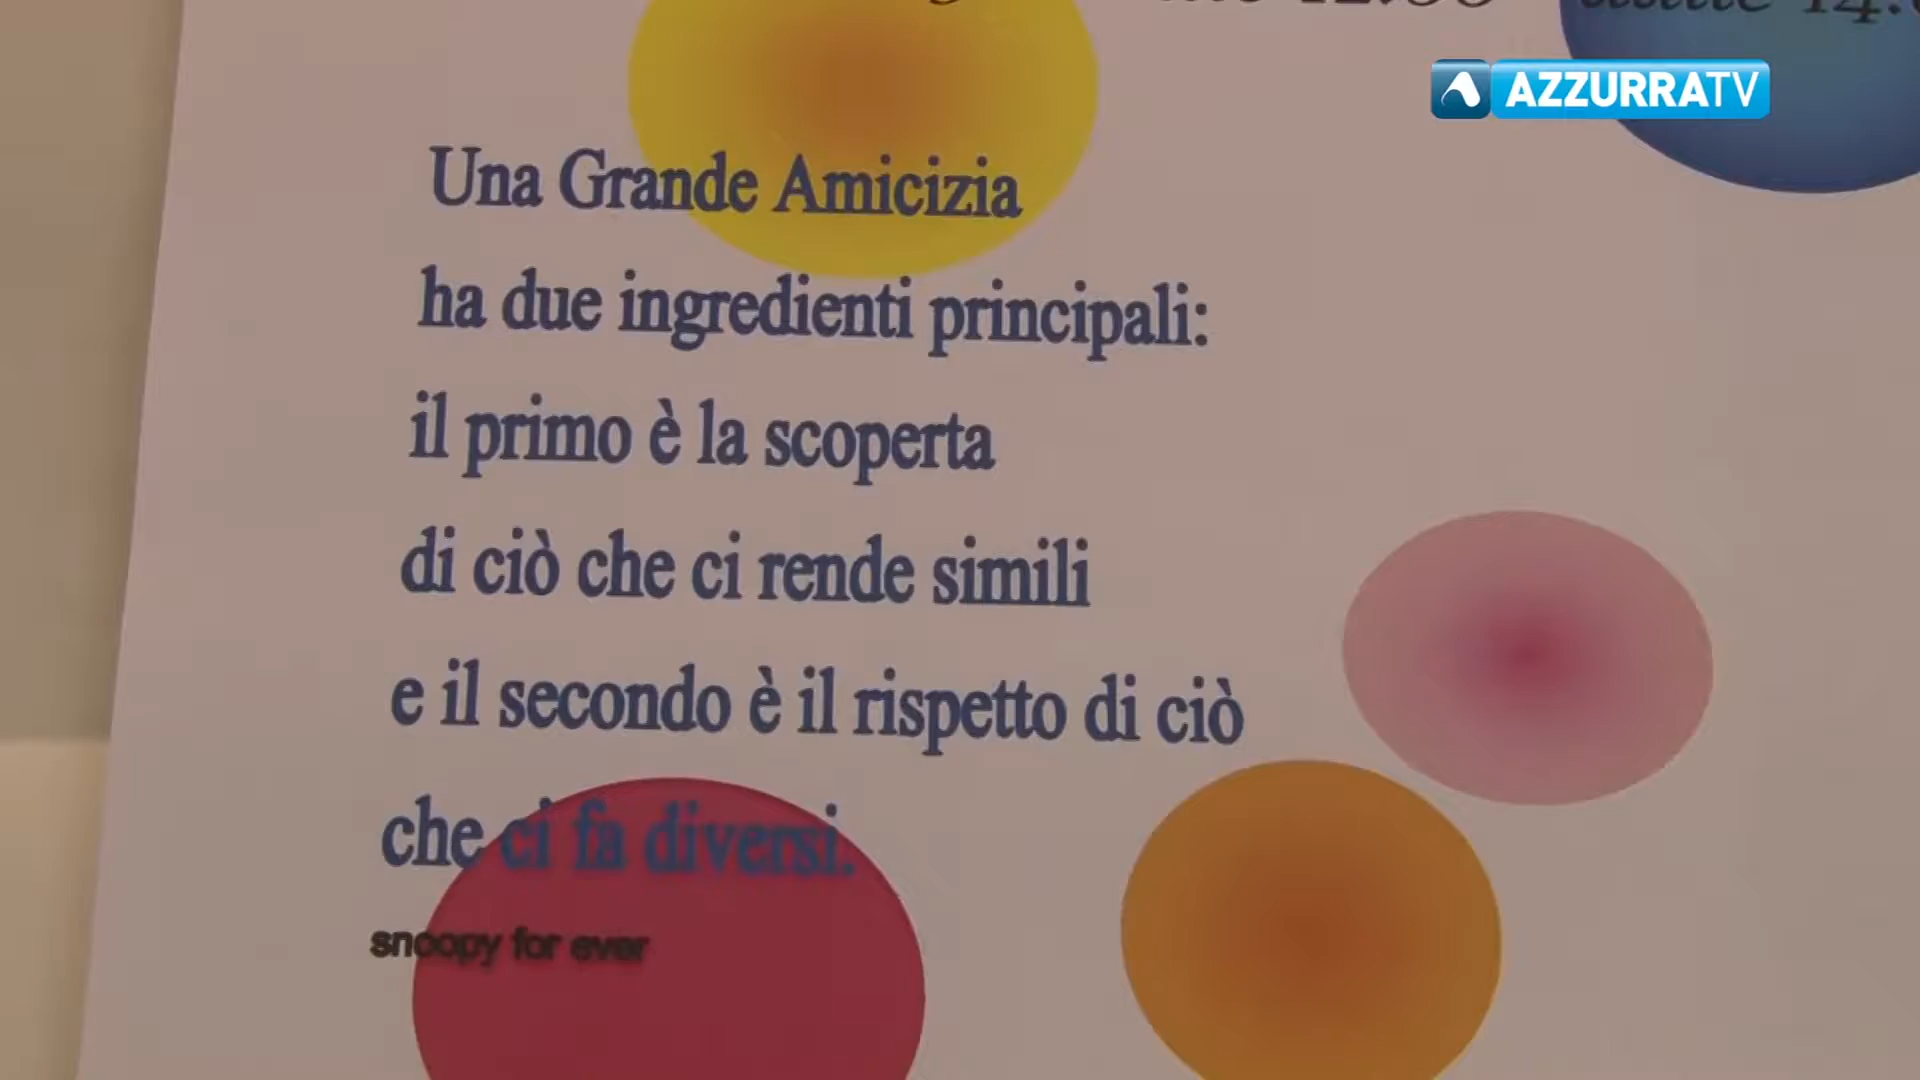 AZZURRATV
Una Grande Amicizia
ha due ingredienti principali:
il primo è la scoperta
di ciò che ci rende simili
e il secondo è il rispetto di ciò
che ci fa diversi.
snoopy for ever